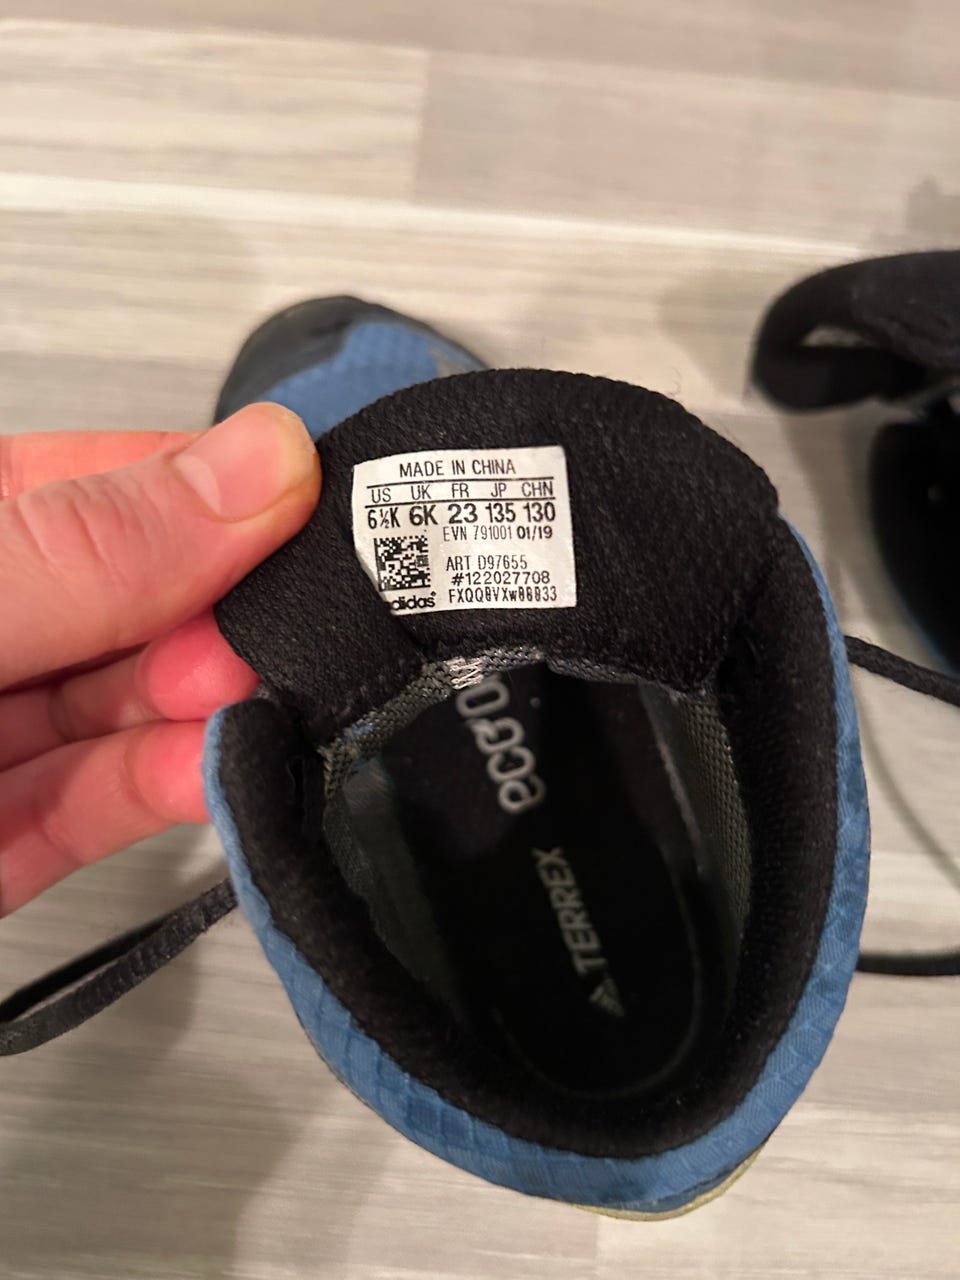 MADE IN CHINA
US UK FR JP CHN
6½K 6K 23 135 130
EVN 791001 01/19
ART D97655
#122027708
FXQQ0VXw00033
adidas
TERREX